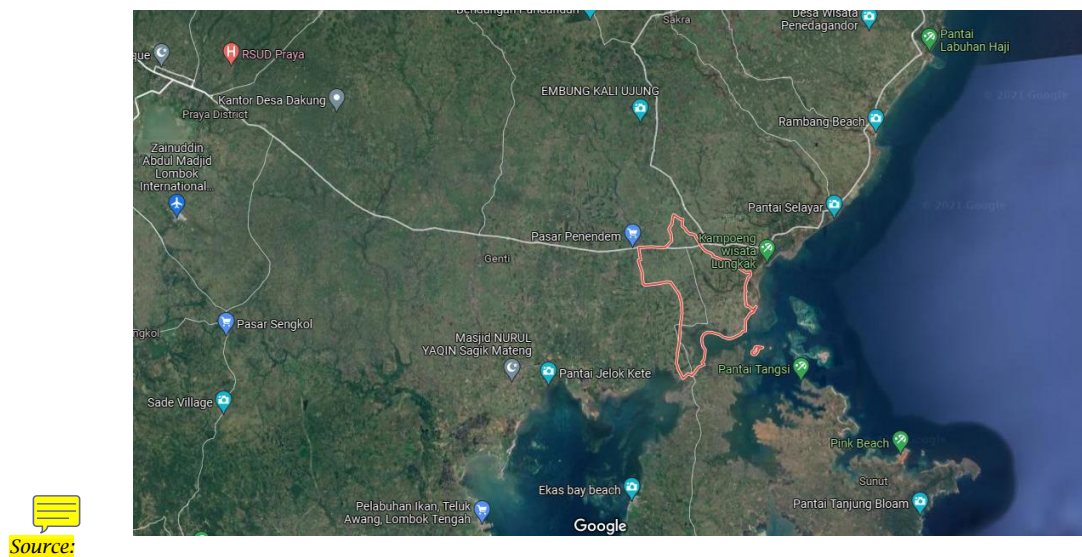 Bendungan Pandanduri
Sakra
Desa Wisata
Penedagandor
Pantai
Labuhan Haji
que
RSUD Praya
© 2021 Google
EMBUNG KALI UJUNG
Kantor Desa Dakung
Praya District
Rambang Beach
Zainuddin
Abdul Madjid
Lombok
International...
Pantai Selayar
© 2021 Google
Pasar Penendem
Kampoeng
wisata
Lungkak
Genti
Pasar Sengkol
ngkol
Masjid NURUL
YAQIN Sagik Mateng
Pantai Jelok Kete
Pantai Tangsi
Sade Village
Pink Beach
Google
Sunut
Ekas bay beach
Pantai Tanjung Bloam
Pelabuhan Ikan, Teluk
Awang, Lombok Tengah
Google
Source: